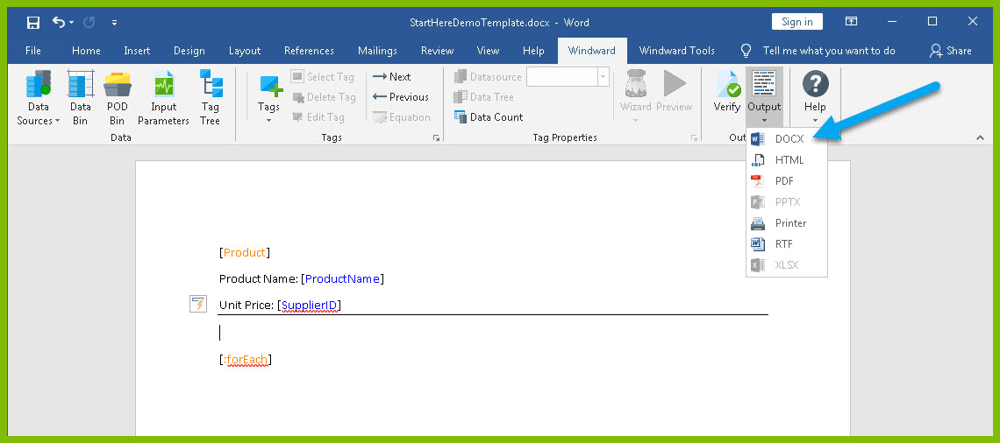 StartHereDemoTemplate.docx - Word
Sign in
File Home Insert Design Layout References Mailings Review View Help Windward Windward Tools Tell me what you want to do Share
Data Sources
Data Bin
POD Bin
Input Parameters
Tag Tree
Data
Tags
Select Tag
Delete Tag
Edit Tag
Next
Previous
Equation
Tags
Datasource
Data Tree
Data Count
Wizard
Preview
Tag Properties
Verify
Output
Help
Out
DOCX
HTML
PDF
PPTX
Printer
RTF
XLSX
[Product]
Product Name: [ProductName]
Unit Price: [SupplierID]
[:forEach]